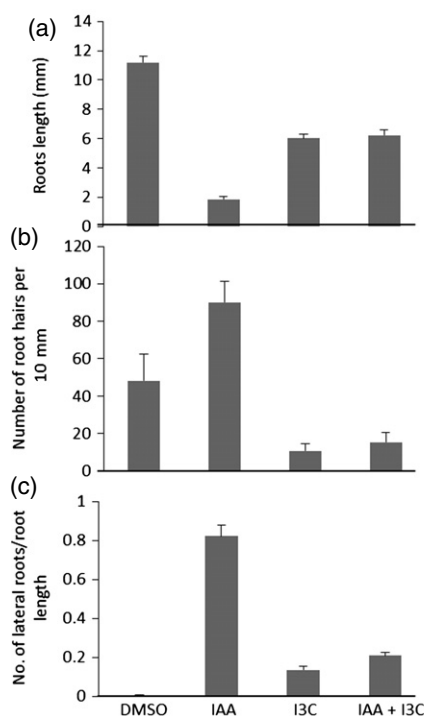 (a)
14
12
10
8
6
4
2
0
Roots length (mm)
(b)
120
100
80
60
40
20
0
Number of root hairs per
10 mm
(c)
1
0.8
0.6
0.4
0.2
0
No. of lateral roots/root
length
DMSO IAA I3C IAA + I3C